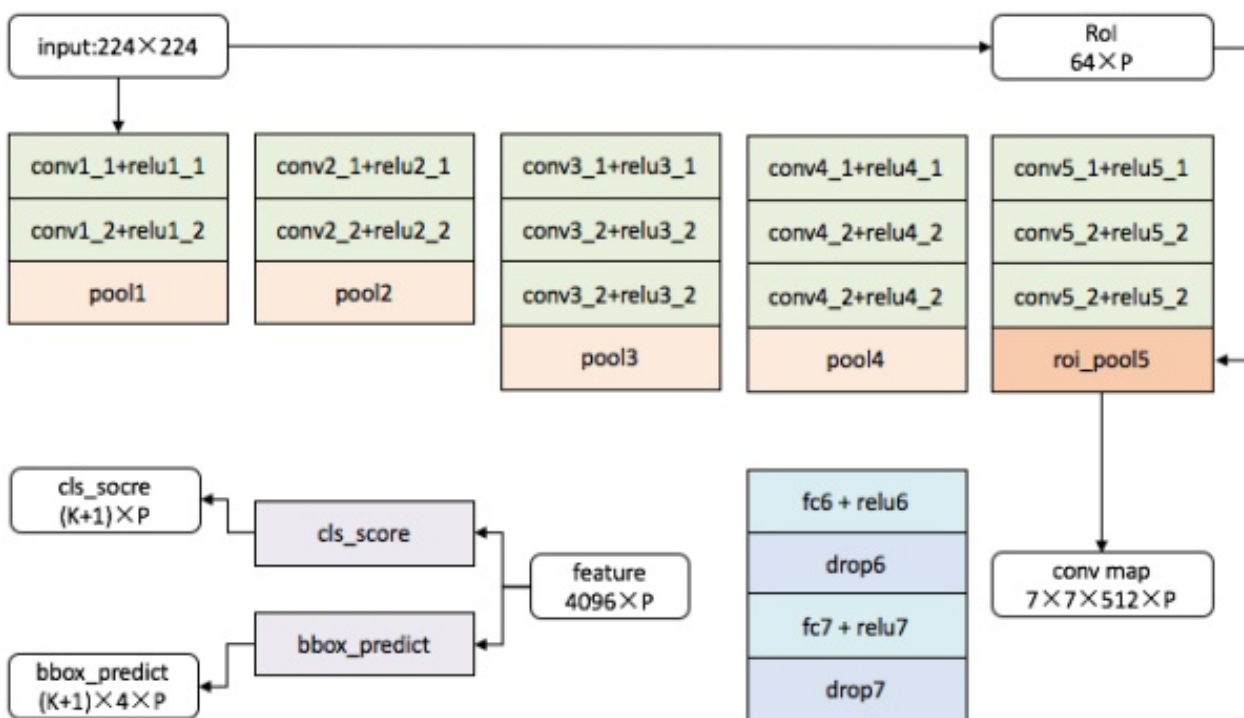 input:224×224
RoI
64×P
conv1_1+relu1_1
conv1_2+relu1_2
pool1
conv2_1+relu2_1
conv2_2+relu2_2
pool2
conv3_1+relu3_1
conv3_2+relu3_2
conv3_2+relu3_2
pool3
conv4_1+relu4_1
conv4_2+relu4_2
conv4_2+relu4_2
pool4
conv5_1+relu5_1
conv5_2+relu5_2
conv5_2+relu5_2
roi_pool5
cls_socre
(K+1)×P
cls_score
bbox_predict
bbox_predict
(K+1)×4×P
feature
4096×P
fc6 + relu6
drop6
fc7 + relu7
drop7
conv map
7×7×512×P